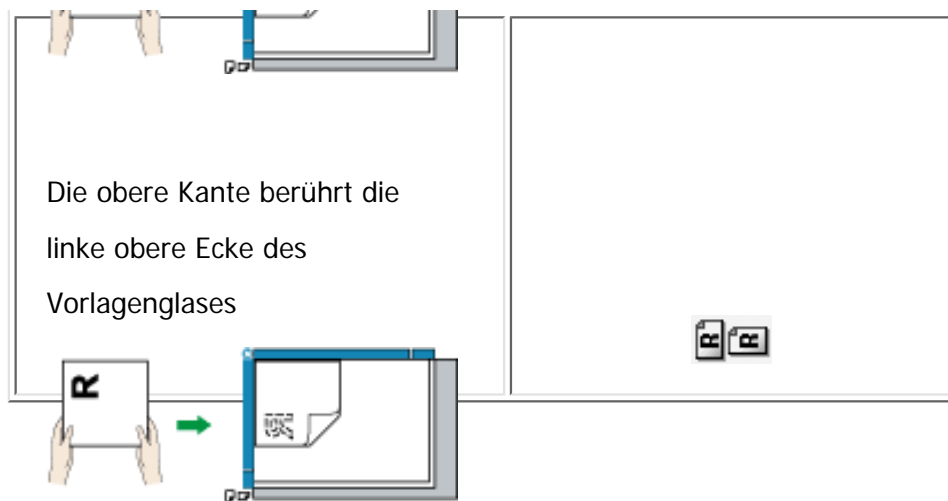 Die obere Kante berührt die
linke obere Ecke des
Vorlagenglases
R R
R